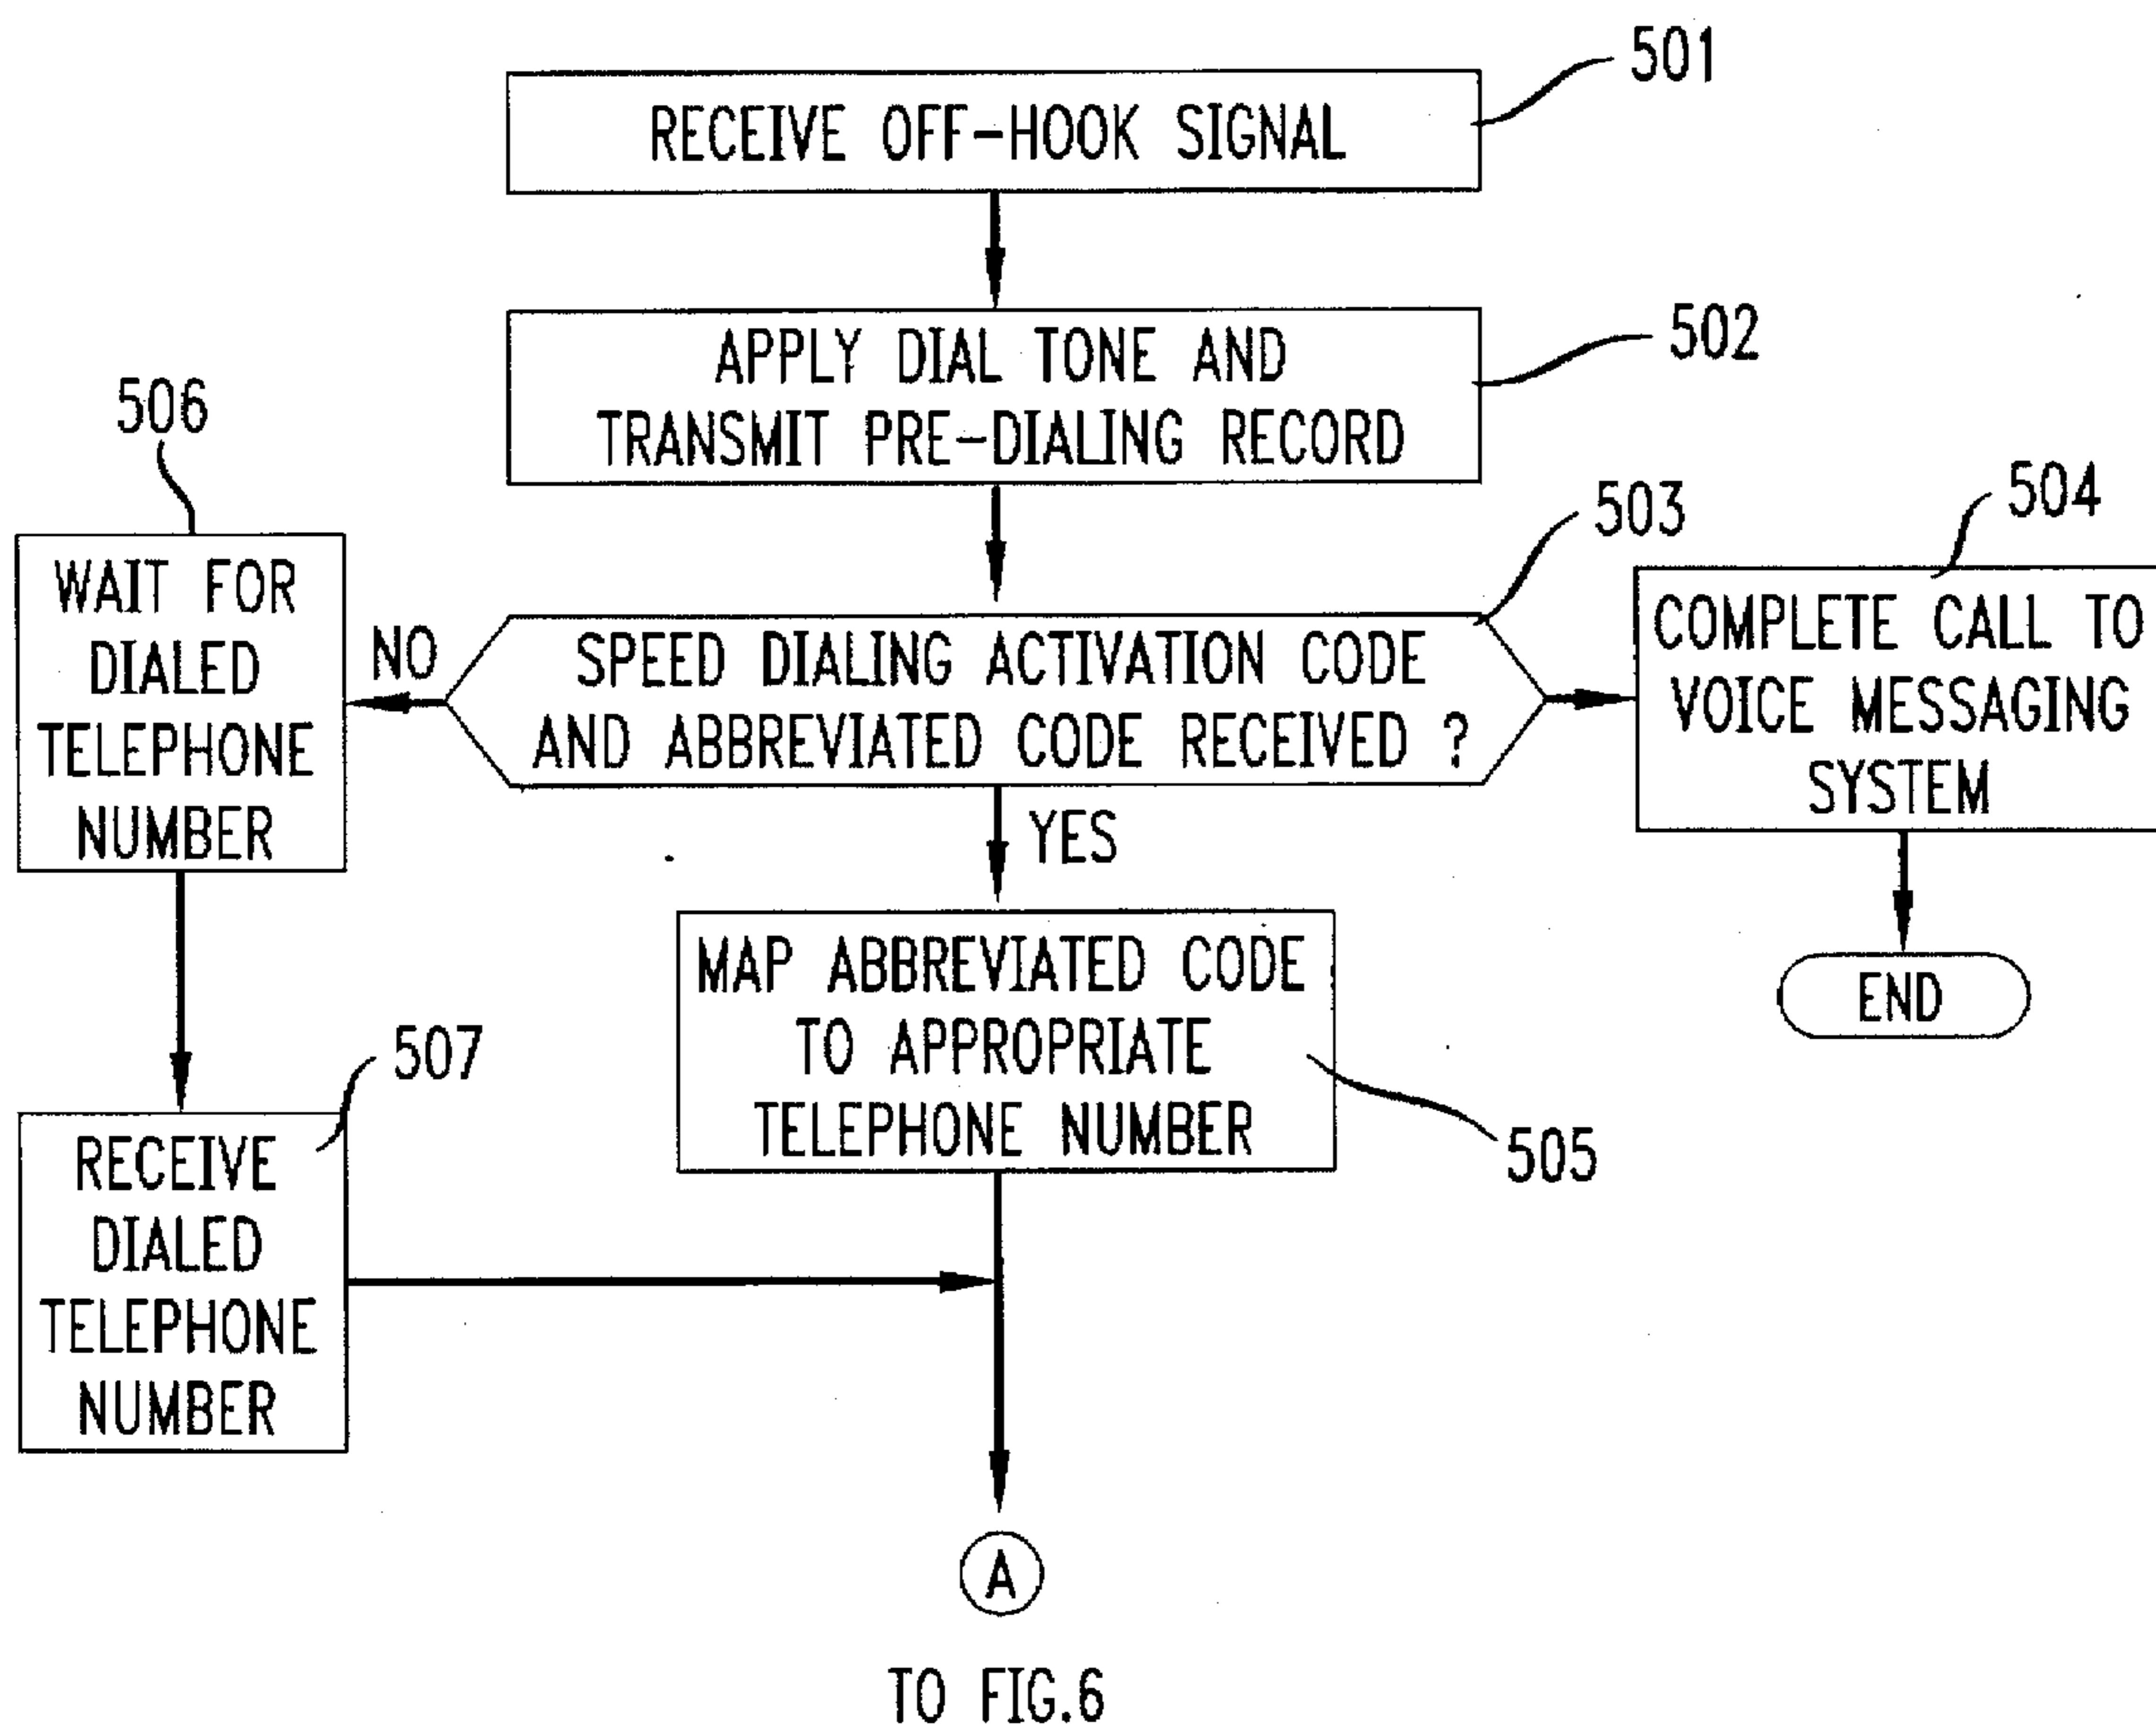 501
RECEIVE OFF-HOOK SIGNAL
502
APPLY DIAL TONE AND
TRANSMIT PRE-DIALING RECORD
506
WAIT FOR
DIALED
TELEPHONE
NUMBER
NO
503
SPEED DIALING ACTIVATION CODE
AND ABBREVIATED CODE RECEIVED ?
504
COMPLETE CALL TO
VOICE MESSAGING
SYSTEM
END
YES
MAP ABBREVIATED CODE
TO APPROPRIATE
TELEPHONE NUMBER
505
507
RECEIVE
DIALED
TELEPHONE
NUMBER
A
TO FIG.6